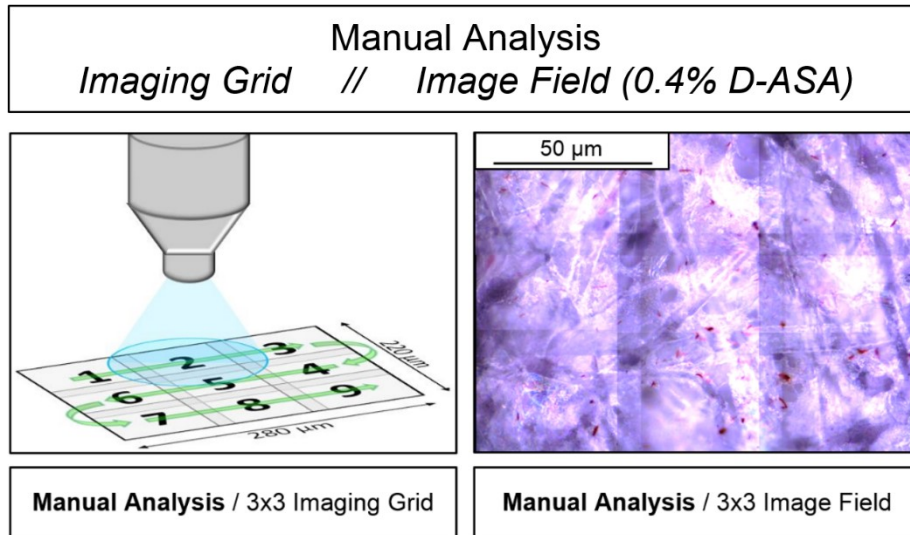 Manual Analysis
Imaging Grid // Image Field (0.4% D-ASA)
50 µm
1 2 3
6 5 4
7 8 9
220 µm
280 µm
Manual Analysis / 3x3 Imaging Grid
Manual Analysis / 3x3 Image Field